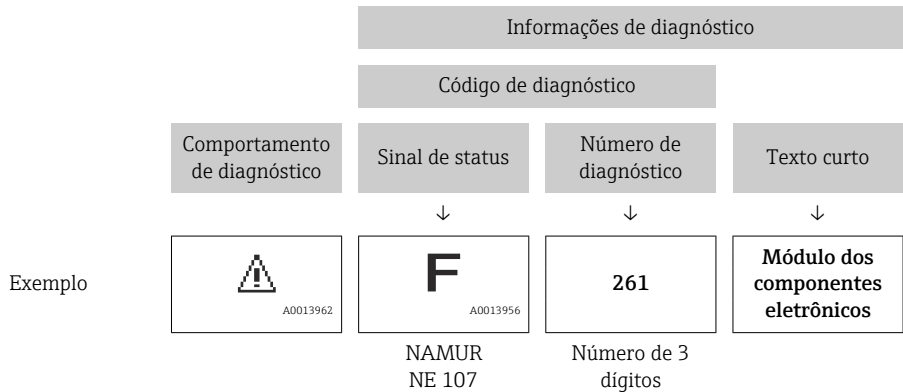 Informações de diagnóstico
Código de diagnóstico
Comportamento
de diagnóstico
Sinal de status
Número de
diagnóstico
Texto curto
↓
↓
↓
Exemplo
A0013962
F
A0013956
261
Módulo dos
componentes
eletrônicos
NAMUR
NE 107
Número de 3
dígitos